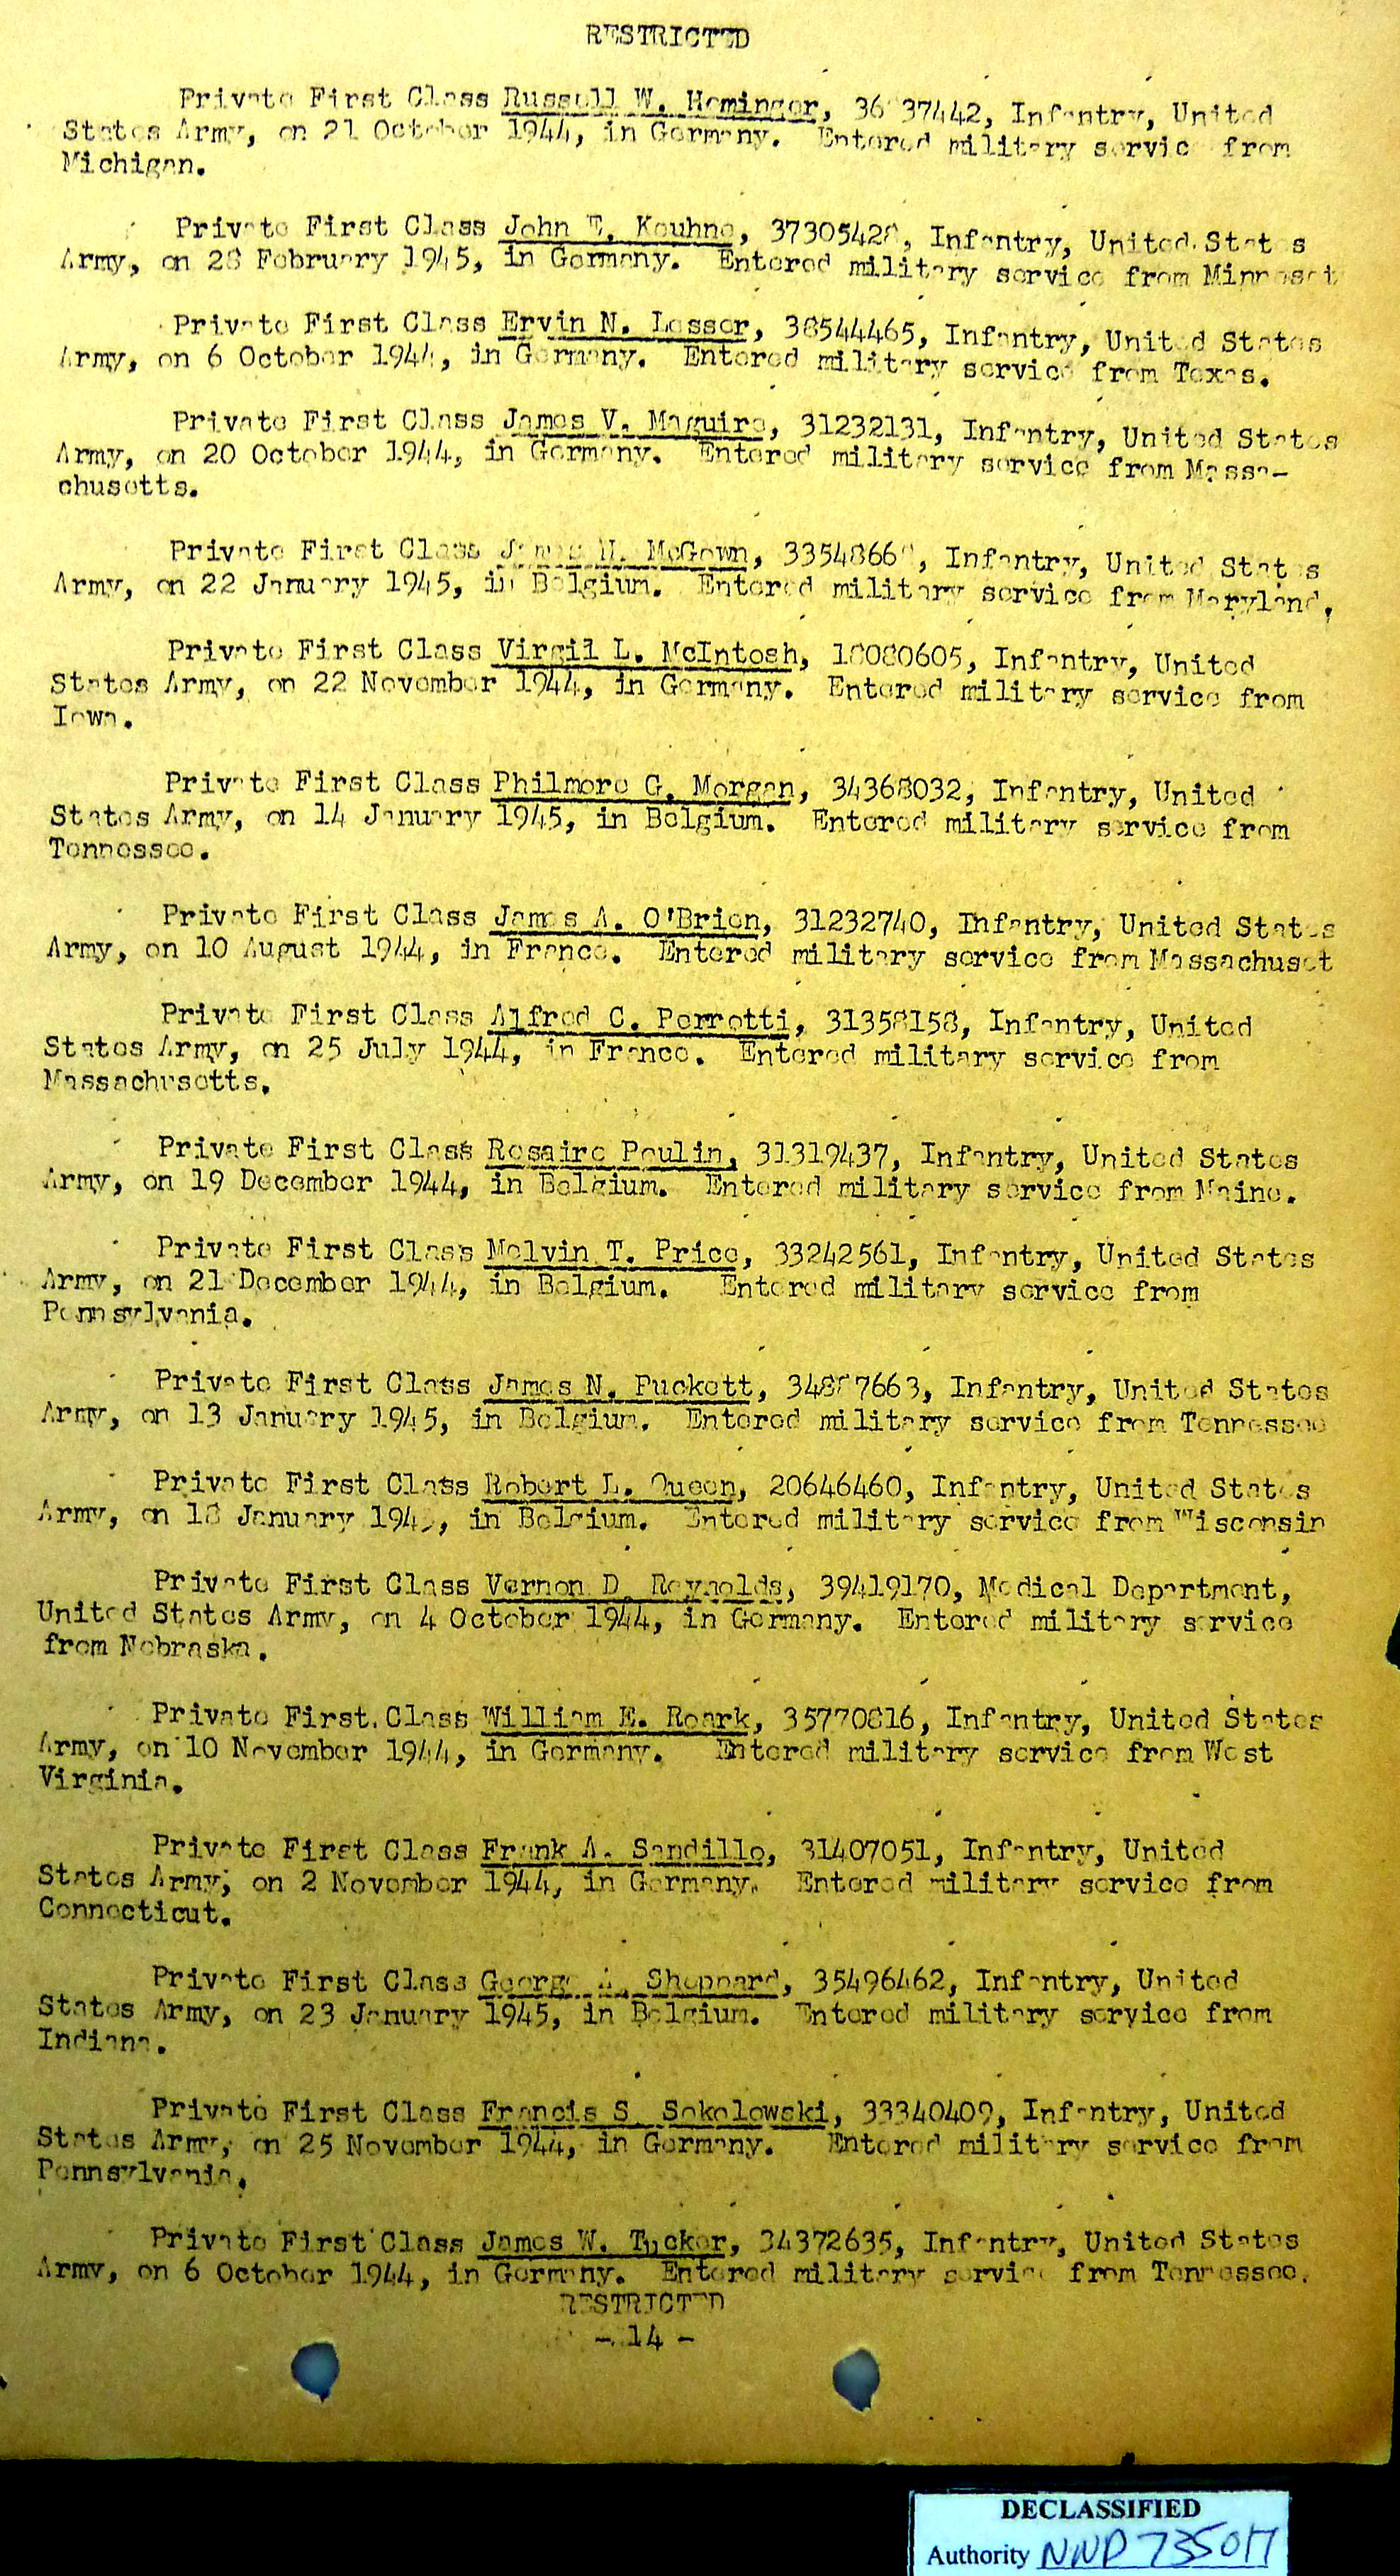 RESTRICTED
Private First Class Russell W. Heminger, 36 37442, Infantry, United
States Army, on 21 October 1944, in Germany. Entered military service from
Michigan.
Private First Class John E. Keuhne, 37305428, Infantry, United States
Army, on 28 February 1945, in Germany. Entered military service from Minnesot
Private First Class Ervin N. Lesser, 38544465, Infantry, United States
Army, on 6 October 1944, in Germany. Entered military service from Texas.
Private First Class James V. Maguire, 31232131, Infantry, United States
Army, on 20 October 1944, in Germany. Entered military service from Massa-
chusetts.
Private First Class James McGown, 3354866, Infantry, United States
Army, on 22 January 1945, in Belgium. Entered military service from Maryland.
Private First Class Virgil L. McIntosh, 18080605, Infantry, United
States Army, on 22 November 1944, in Germany. Entered military service from
Iowa.
Private First Class Philmore G. Morgan, 34368032, Infantry, United
States Army, on 14 January 1945, in Belgium. Entered military service from
Tennessee.
Private First Class James A. O'Brien, 31232740, Infantry, United States
Army, on 10 August 1944, in France. Entered military service from Massachuset
Private First Class Alfred C. Perrotti, 31358158, Infantry, United
States Army, on 25 July 1944, in France. Entered military service from
Massachusetts.
Private First Class Rosaire Poulin, 31319437, Infantry, United States
Army, on 19 December 1944, in Belgium. Entered military service from Maine.
Private First Class Melvin T. Price, 33242561, Infantry, United States
Army, on 21 December 1944, in Belgium. Entered military service from
Pennsylvania.
Private First Class James N. Puckett, 348 7663, Infantry, United States
Army, on 13 January 1945, in Belgium. Entered military service from Tennessee
Private First Class Robert L. Queen, 20646460, Infantry, United States
Army, on 18 January 1945, in Belgium. Entered military service from Wisconsin
Private First Class Vernon D. Reynolds, 39419170, Medical Department,
United States Army, on 4 October 1944, in Germany. Entered military service
from Nebraska.
Private First Class William E. Roark, 35770816, Infantry, United States
Army, on 10 November 1944, in Germany. Entered military service from West
Virginia.
Private First Class Frank A. Sandillo, 31407051, Infantry, United
States Army, on 2 November 1944, in Germany. Entered military service from
Connecticut.
Private First Class George A. Sheppard, 35496462, Infantry, United
States Army, on 23 January 1945, in Belgium. Entered military service from
Indiana.
Private First Class Francis S. Sokolowski, 33340409, Infantry, United
States Army, on 25 November 1944, in Germany. Entered military service from
Pennsylvania.
Private First Class James W. Tucker, 34372635, Infantry, United States
Army, on 6 October 1944, in Germany. Entered military service from Tennessee.
RESTRICTED
- 14 -
DECLASSIFIED
Authority NND 735017